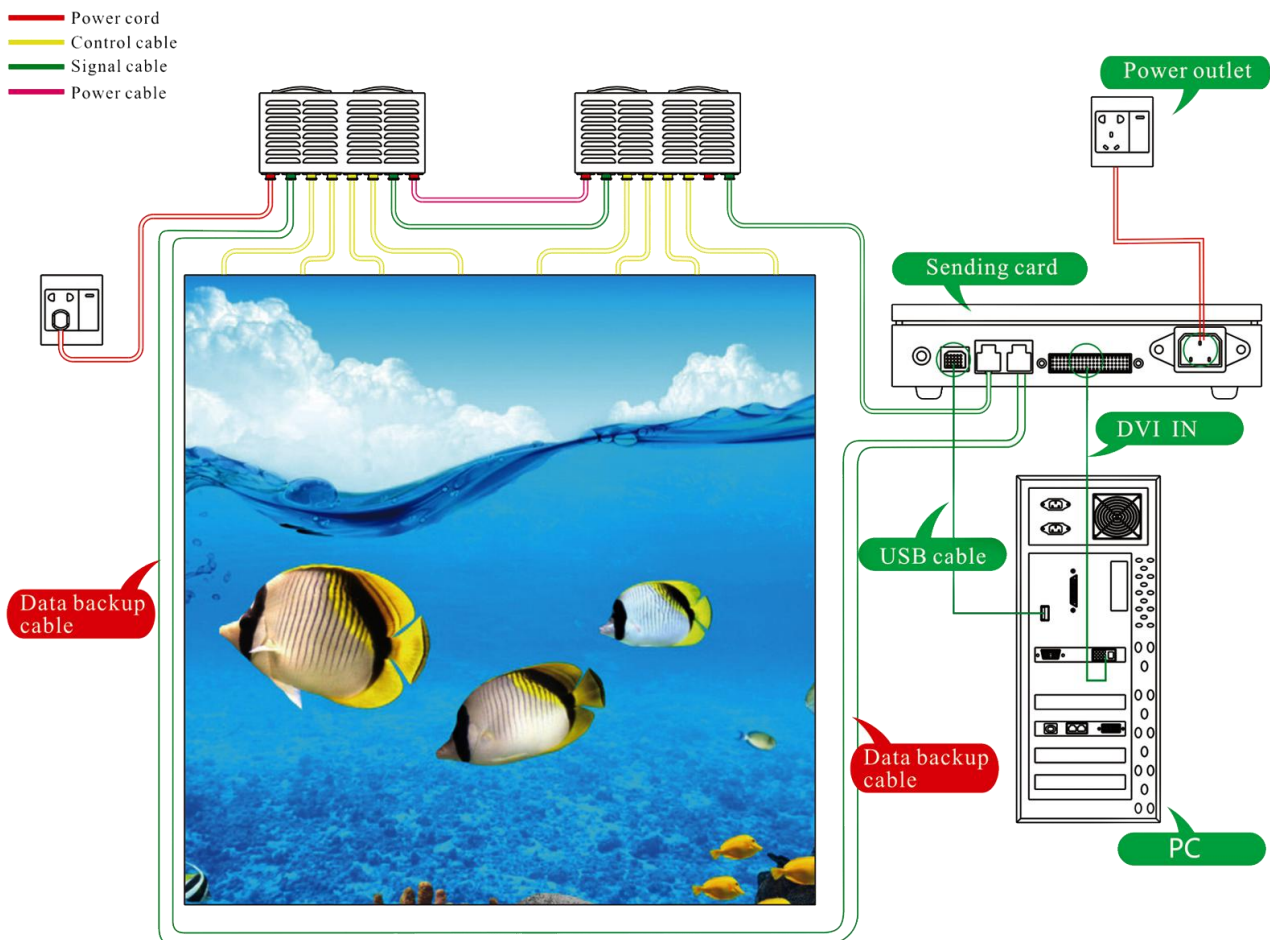 Power cord
Control cable
Signal cable
Power cable
Power outlet
Sending card
DVI IN
USB cable
Data backup
cable
Data backup
cable
PC